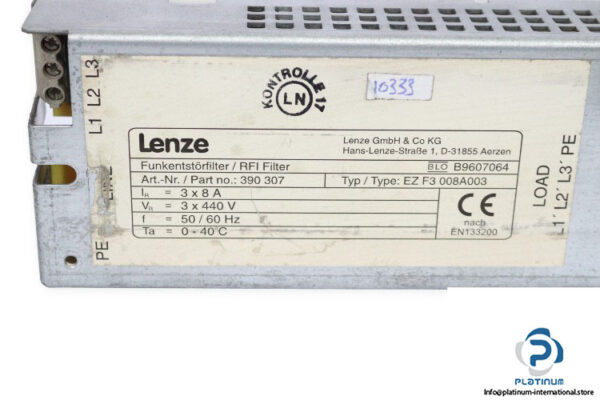 KONTROLLE 17
LN
10333
L1 L2 L3
LINE
PE
Lenze
Lenze GmbH & Co KG
Hans-Lenze-Straße 1, D-31855 Aerzen
Funkentstörfilter / RFI Filter
BLO B9607064
Art.-Nr. / Part no.: 390 307
Typ / Type: EZ F3 008A003
IR = 3 x 8 A
VR = 3 x 440 V
f = 50 / 60 Hz
Ta = 0 - 40°C
CE
nach
EN133200
LOAD
L1´ L2´ L3´ PE
PLATINUM
INTERNATIONAL
Info@platinum-international.store